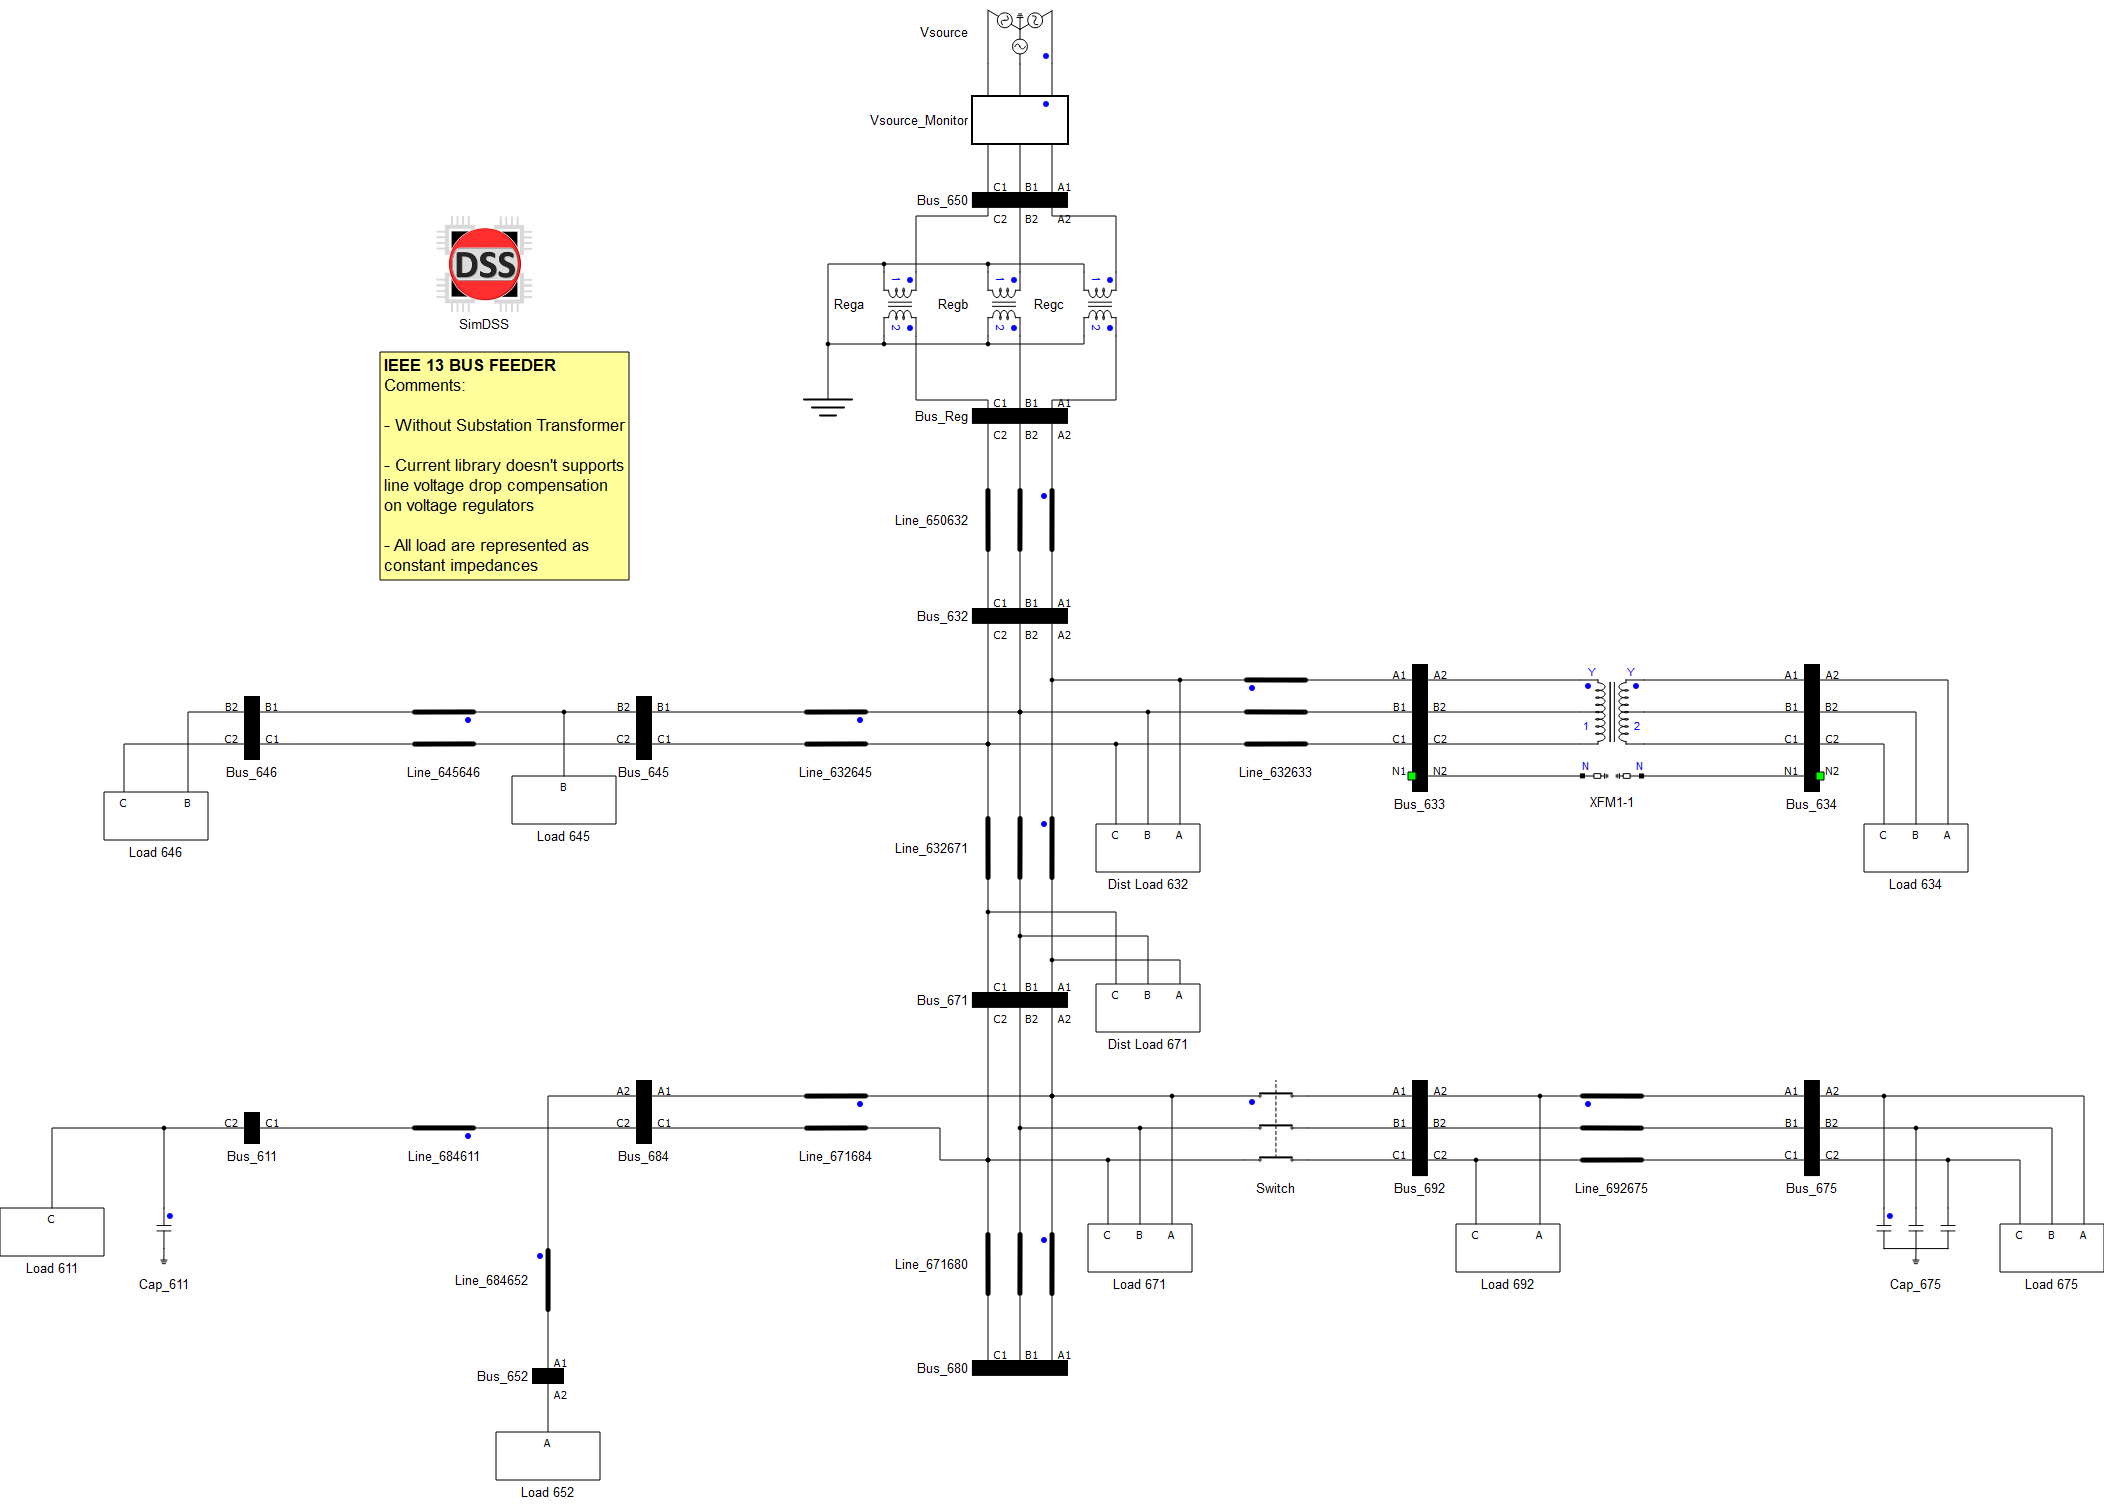 Vsource
Vsource_Monitor
C1 B1 A1
Bus_650
C2 B2 A2
DSS
SimDSS
1 1 1
Rega Regb Regc
2 2 2
IEEE 13 BUS FEEDER
Comments:
- Without Substation Transformer
- Current library doesn't supports
line voltage drop compensation
on voltage regulators
- All load are represented as
constant impedances
C1 B1 A1
Bus_Reg
C2 B2 A2
Line_650632
C1 B1 A1
Bus_632
C2 B2 A2
A1 A2 Y Y A1 A2
B2 B1 B2 B1 B1 B2 1 2 B1 B2
C2 C1 C2 C1 C1 C2 C1 C2
Bus_646 Line_645646 Bus_645 Line_632645 Line_632633 N1 N2 N N N1 N2
Bus_633 XFM1-1 Bus_634
C B
Load 646
B
Load 645
Line_632671
C B A
Dist Load 632
C B A
Load 634
C1 B1 A1
Bus_671
C2 B2 A2
C B A
Dist Load 671
A2 A1 A1 A2 A1 A2
C2 C1 C2 C1 B1 B2 B1 B2
C1 C2 C1 C2
Bus_611 Line_684611 Bus_684 Line_671684
Switch Bus_692 Line_692675 Bus_675
C
Load 611
Cap_611
Line_684652
Line_671680
C B A
Load 671
C A
Load 692
Cap_675
C B A
Load 675
A1
Bus_652
A2
C1 B1 A1
Bus_680
A
Load 652